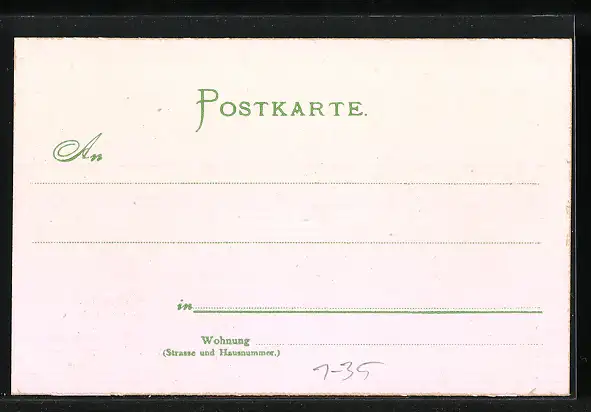 POSTKARTE.
An
in
Wohnung
(Strasse und Hausnummer.)
1-35